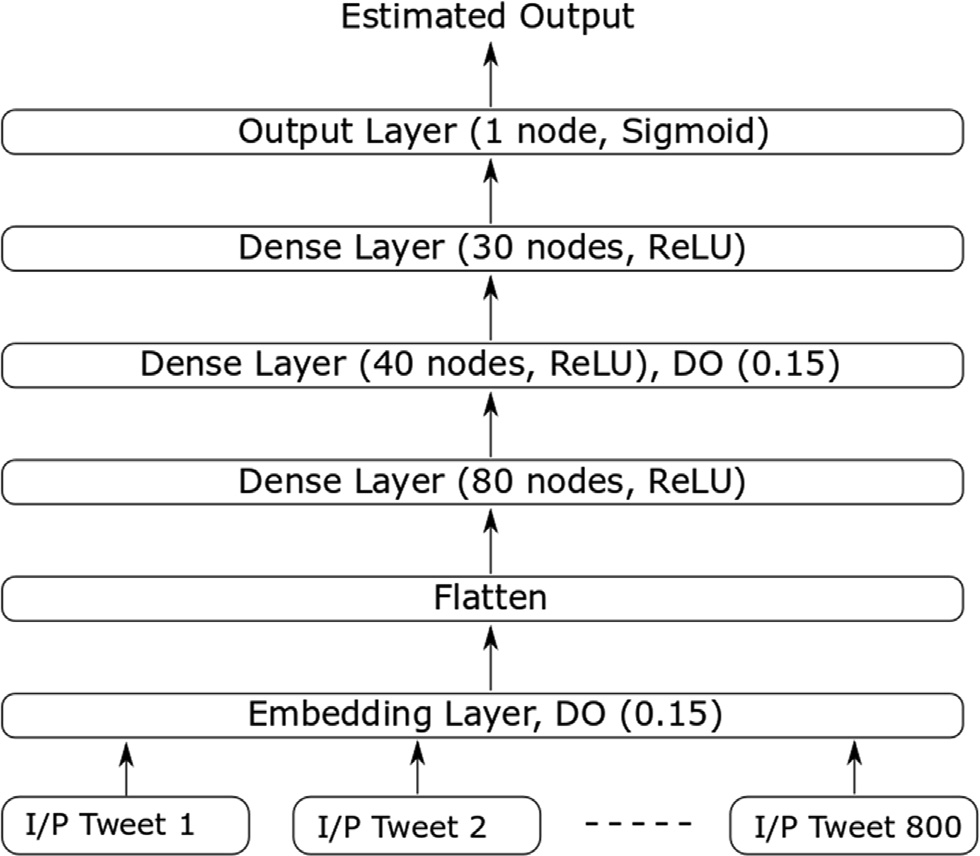 Estimated Output
Output Layer (1 node, Sigmoid)
Dense Layer (30 nodes, ReLU)
Dense Layer (40 nodes, ReLU), DO (0.15)
Dense Layer (80 nodes, ReLU)
Flatten
Embedding Layer, DO (0.15)
I/P Tweet 1 I/P Tweet 2 ----- I/P Tweet 800